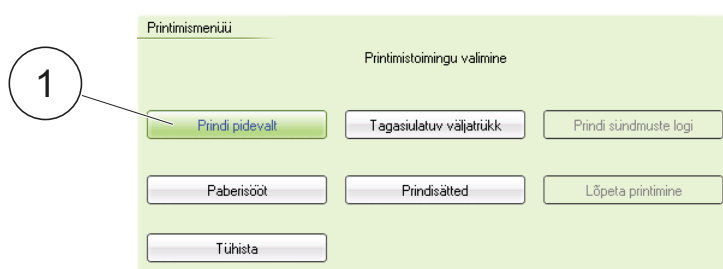 Printimismenüü
Printimistoimingu valimine
1
Prindi pidevalt
Tagasiulatuv väljatrükk
Prindi sündmuste logi
Paberisööt
Prindisätted
Lõpeta printimine
Tühista